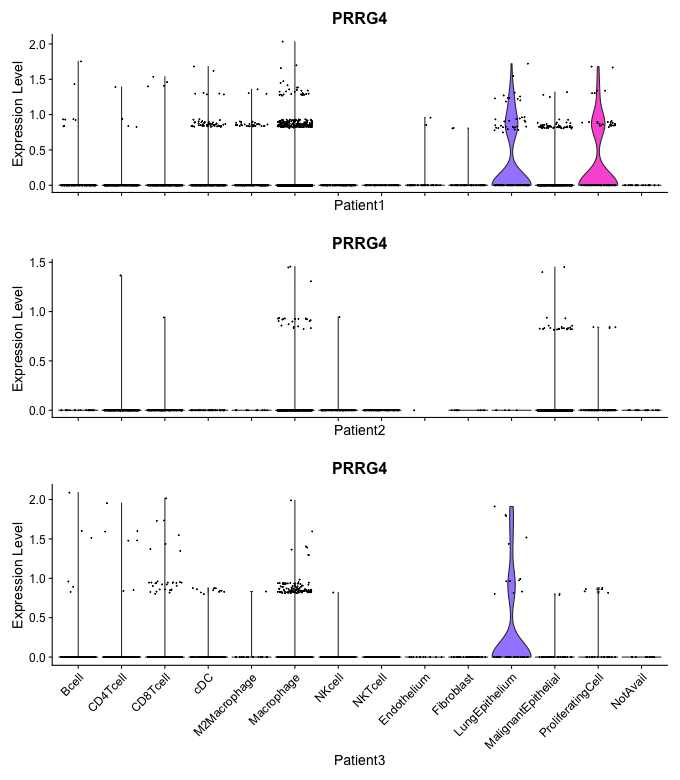 PRRG4
Expression Level
2.0
1.5
1.0
0.5
0.0
Patient1
PRRG4
Expression Level
1.5
1.0
0.5
0.0
Patient2
PRRG4
Expression Level
2.0
1.5
1.0
0.5
0.0
Bcell
CD4Tcell
CD8Tcell
cDC
M2Macrophage
Macrophage
NKcell
NKTcell
Endothelium
Fibroblast
LungEpithelium
MalignantEpithelial
ProliferatingCell
NotAvail
Patient3